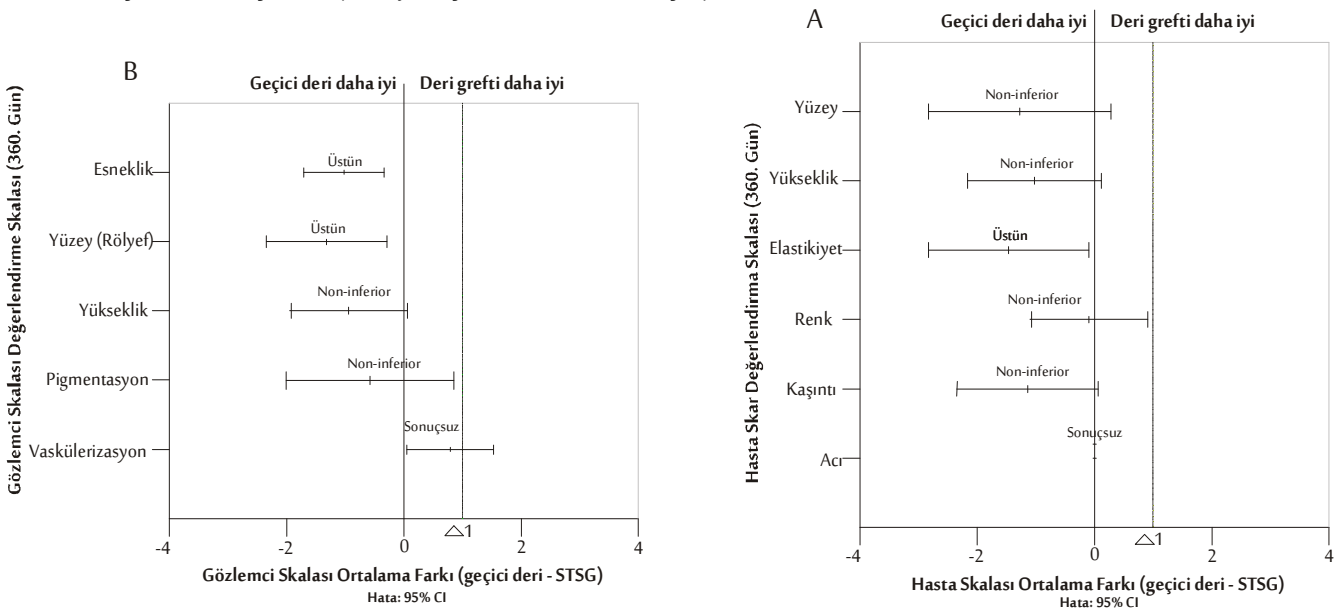 B
Geçici deri daha iyi
Deri grefti daha iyi
Gözlemci Skalası Değerlendirme Skalası (360. Gün)
Esneklik
Üstün
Yüzey (Rölyef)
Üstün
Yükseklik
Non-inferior
Pigmentasyon
Non-inferior
Vaskülerizasyon
Sonuçsuz
-4
-2
0
△1
2
4
Gözlemci Skalası Ortalama Farkı (geçici deri - STSG)
Hata: 95% CI
A
Geçici deri daha iyi
Deri grefti daha iyi
Hasta Skar Değerlendirma Skalası (360. Gün)
Yüzey
Non-inferior
Yükseklik
Non-inferior
Elastikiyet
Üstün
Renk
Non-inferior
Kaşıntı
Non-inferior
Acı
Sonuçsuz
-4
-2
0
△1
2
4
Hasta Skalası Ortalama Farkı (geçici deri - STSG)
Hata: 95% CI